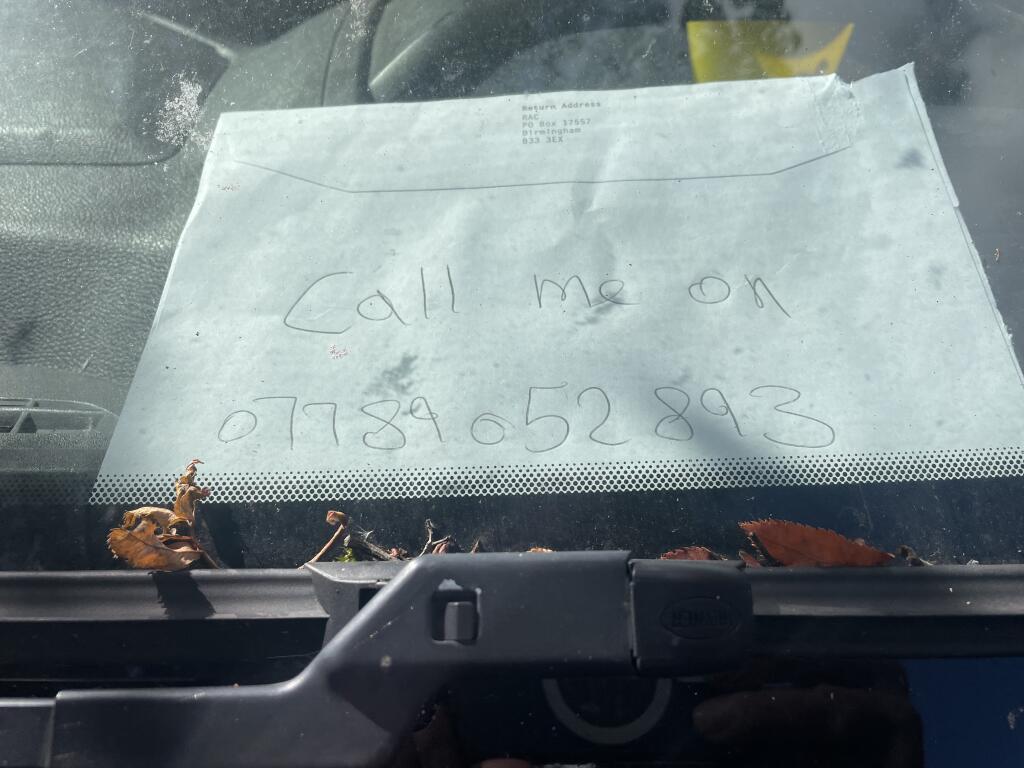 Return Address
RAC
PO Box 17557
Birmingham
B33 3EX
Call me on
07789052893